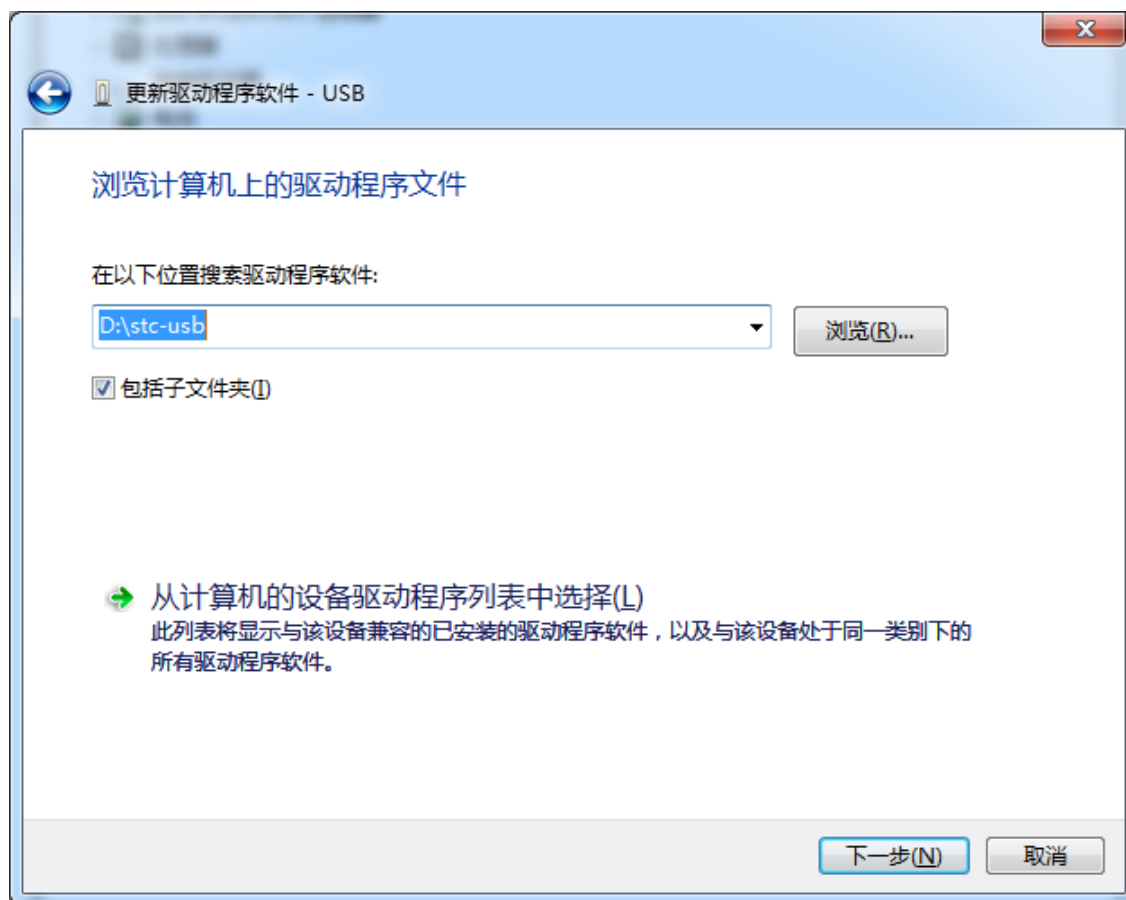 更新驱动程序软件 - USB
浏览计算机上的驱动程序文件
在以下位置搜索驱动程序软件:
D:\stc-usb
浏览(R)...
包括子文件夹(I)
从计算机的设备驱动程序列表中选择(L)
此列表将显示与该设备兼容的已安装的驱动程序软件，以及与该设备处于同一类别下的
所有驱动程序软件。
下一步(N)
取消